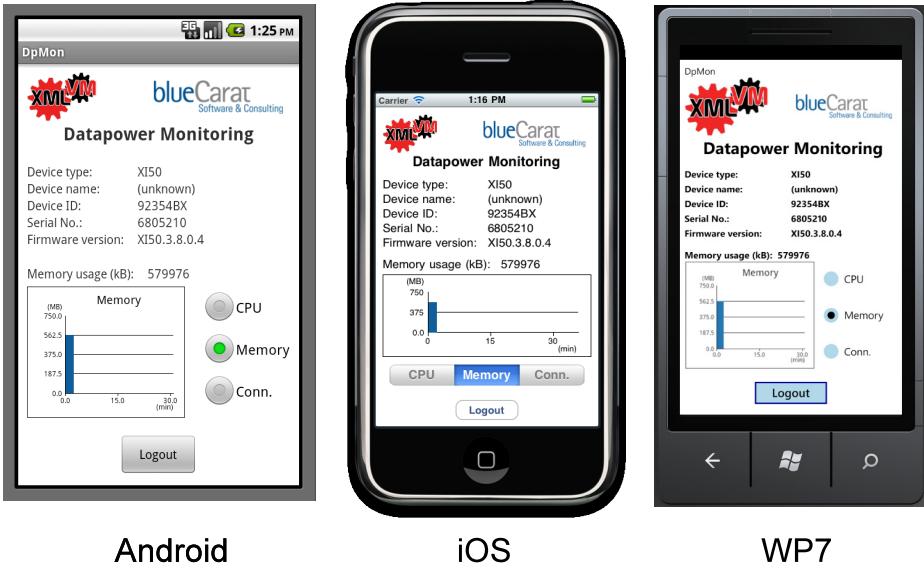 3G 1:25 PM
DpMon
XMLVM
blueCarat
Software & Consulting
Datapower Monitoring
Device type: XI50
Device name: (unknown)
Device ID: 92354BX
Serial No.: 6805210
Firmware version: XI50.3.8.0.4
Memory usage (kB): 579976
Memory
(MB)
750.0
562.5
375.0
187.5
0.0
0.0 15.0 30.0
(min)
CPU
Memory
Conn.
Logout
Android
Carrier 1:16 PM
XMLVM
blueCarat
Software & Consulting
Datapower Monitoring
Device type: XI50
Device name: (unknown)
Device ID: 92354BX
Serial No.: 6805210
Firmware version: XI50.3.8.0.4
Memory usage (kB): 579976
(MB)
750
375
0.0
0 15 30
(min)
CPU Memory Conn.
Logout
iOS
DpMon
XMLVM
blueCarat
Software & Consulting
Datapower Monitoring
Device type: XI50
Device name: (unknown)
Device ID: 92354BX
Serial No.: 6805210
Firmware version: XI50.3.8.0.4
Memory usage (kB): 579976
Memory
(MB)
750.0
562.5
375.0
187.5
0.0
0.0 15.0 30.0
(min)
CPU
Memory
Conn.
Logout
WP7